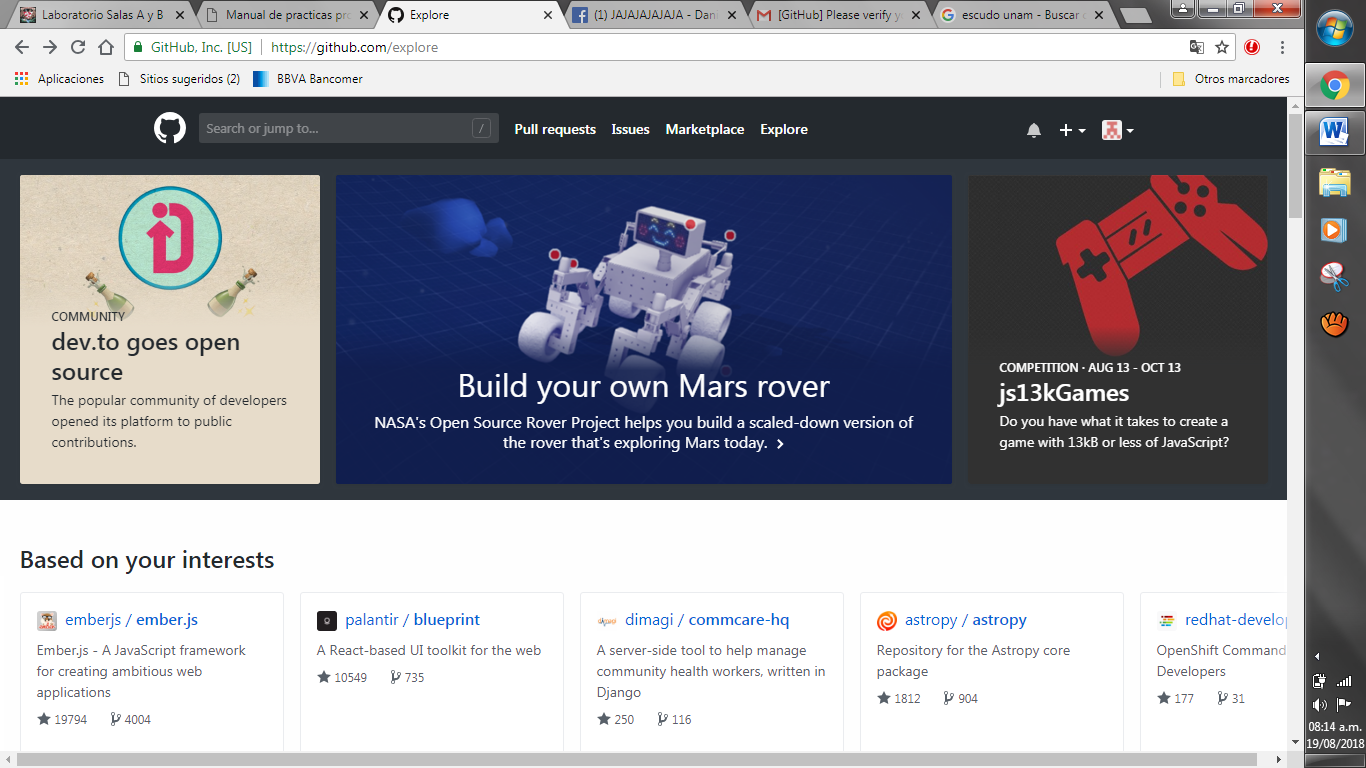 Laboratorio Salas A y B
Manual de practicas pro
Explore
(1) JAJAJAJAJAJA - Dani
[GitHub] Please verify yo
escudo unam - Buscar c
GitHub, Inc. [US]
https://github.com/explore
Aplicaciones
Sitios sugeridos (2)
BBVA Bancomer
Otros marcadores
Search or jump to...
/
Pull requests
Issues
Marketplace
Explore
COMMUNITY
dev.to goes open
source
The popular community of developers
opened its platform to public
contributions.
Build your own Mars rover
NASA's Open Source Rover Project helps you build a scaled-down version of
the rover that's exploring Mars today.
COMPETITION · AUG 13 - OCT 13
js13kGames
Do you have what it takes to create a
game with 13kB or less of JavaScript?
Based on your interests
emberjs / ember.js
Ember.js - A JavaScript framework
for creating ambitious web
applications
19794 4004
palantir / blueprint
A React-based UI toolkit for the web
10549 735
dimagi / commcare-hq
A server-side tool to help manage
community health workers, written in
Django
250 116
astropy / astropy
Repository for the Astropy core
package
1812 904
redhat-develop
OpenShift Command
Developers
177 31
08:14 a.m.
19/08/2018